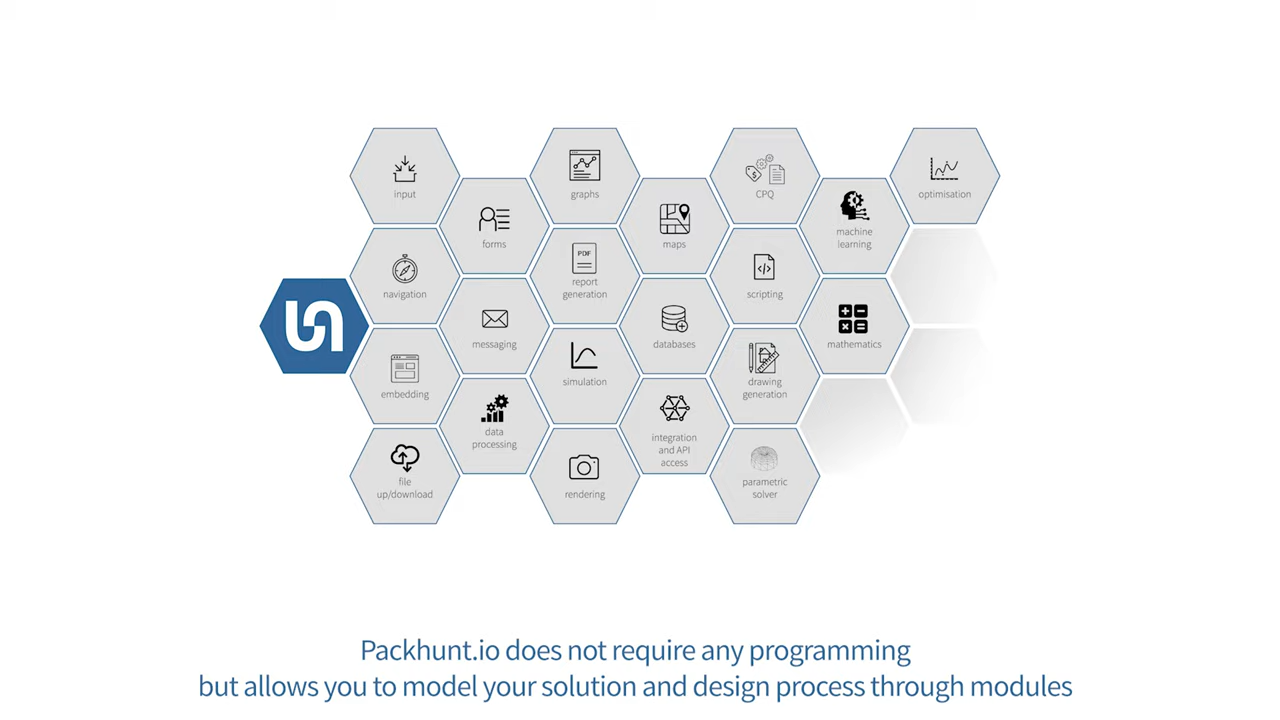 input
graphs
CPQ
optimisation
forms
maps
machine
learning
navigation
PDF
report
generation
scripting
messaging
databases
mathematics
embedding
simulation
drawing
generation
data
processing
integration
and API
access
file
up/download
rendering
parametric
solver
Packhunt.io does not require any programming
but allows you to model your solution and design process through modules